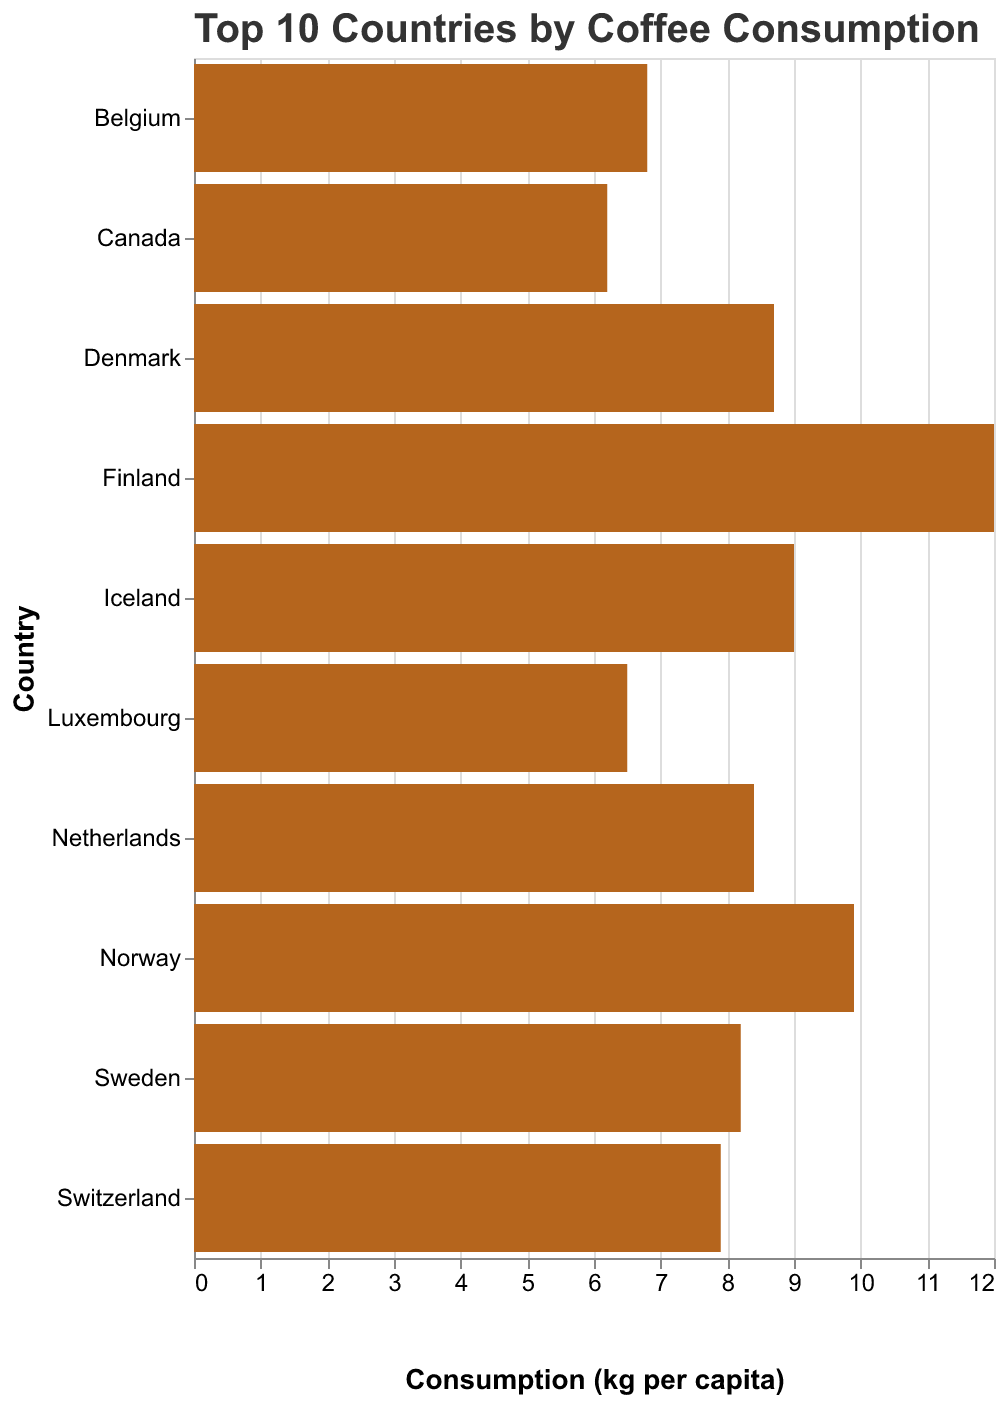 Top 10 Countries by Coffee Consumption
Country
Belgium
Canada
Denmark
Finland
Iceland
Luxembourg
Netherlands
Norway
Sweden
Switzerland
0 1 2 3 4 5 6 7 8 9 10 11 12
Consumption (kg per capita)